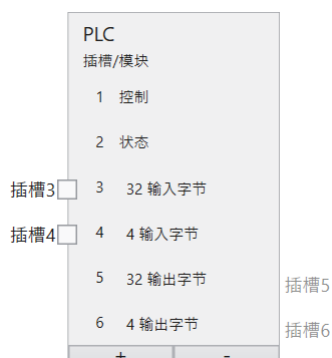 PLC
插槽/模块
1 控制
2 状态
插槽3 3 32 输入字节
插槽4 4 4 输入字节
5 32 输出字节 插槽5
6 4 输出字节 插槽6
+ -